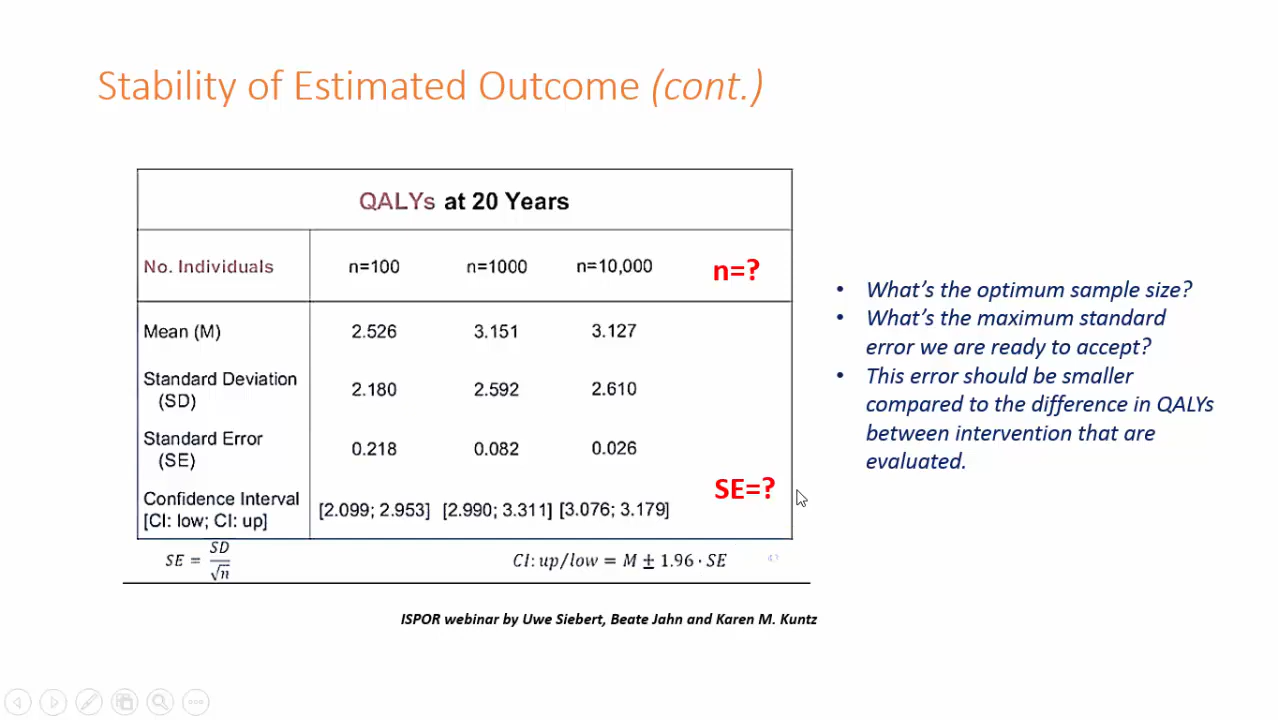 Stability of Estimated Outcome (cont.)
QALYs at 20 Years
No. Individuals n=100 n=1000 n=10,000 n=?
Mean (M) 2.526 3.151 3.127
Standard Deviation
(SD) 2.180 2.592 2.610
Standard Error
(SE) 0.218 0.082 0.026
SE=?
Confidence Interval
[CI: low; CI: up] [2.099; 2.953] [2.990; 3.311] [3.076; 3.179]
SE = SD/√n
CI: up/low = M ± 1.96 · SE
ISPOR webinar by Uwe Siebert, Beate Jahn and Karen M. Kuntz
• What's the optimum sample size?
• What's the maximum standard
error we are ready to accept?
• This error should be smaller
compared to the difference in QALYs
between intervention that are
evaluated.